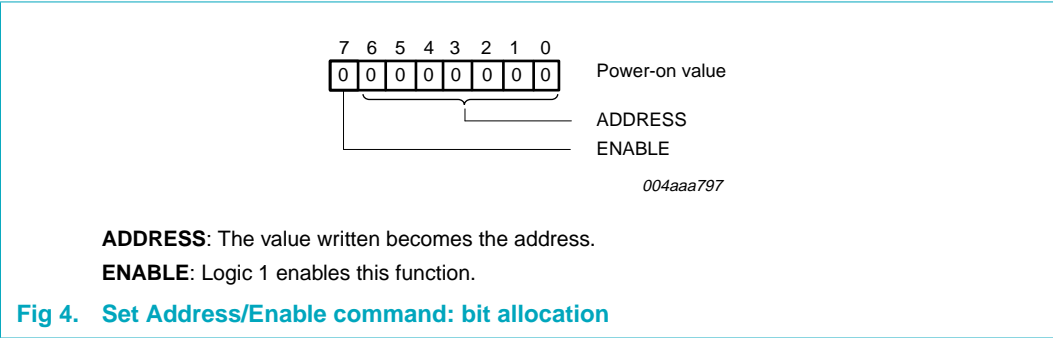 7 6 5 4 3 2 1 0
0 0 0 0 0 0 0 0 Power-on value
ADDRESS
ENABLE
004aaa797
ADDRESS: The value written becomes the address.
ENABLE: Logic 1 enables this function.
Fig 4. Set Address/Enable command: bit allocation